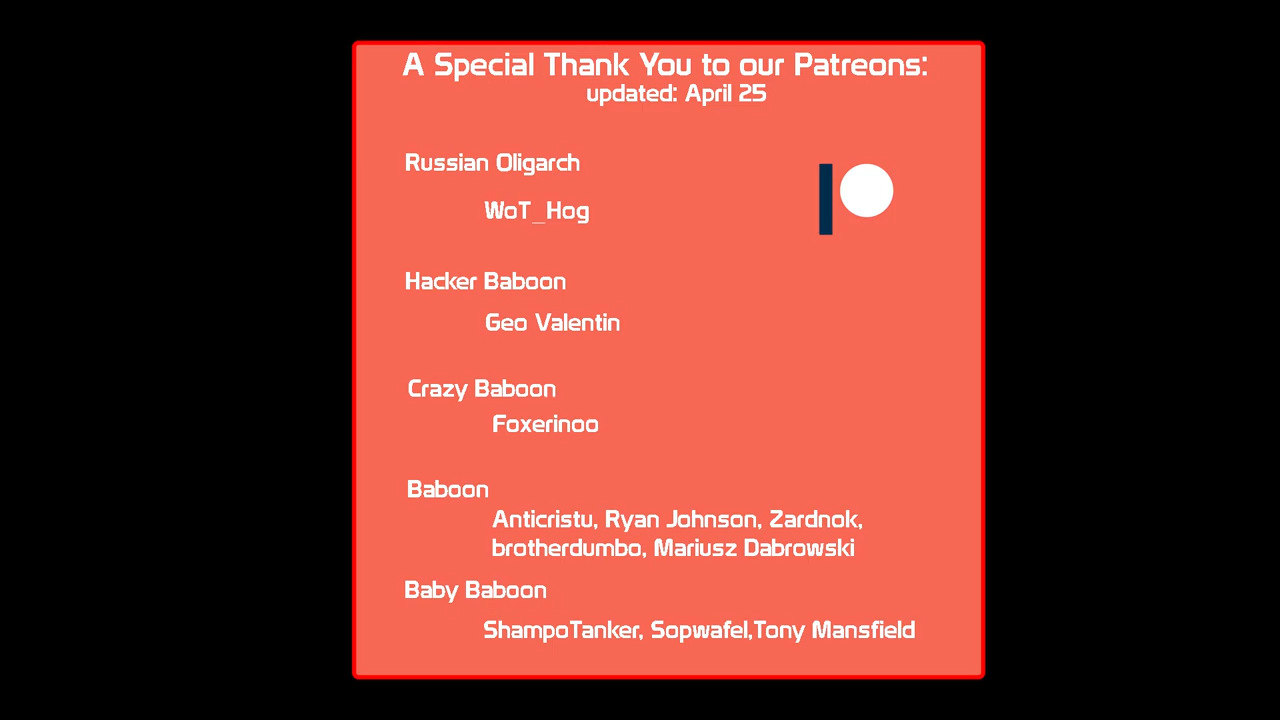 A Special Thank You to our Patreons:
updated: April 25
Russian Oligarch
WoT_Hog
Hacker Baboon
Geo Valentin
Crazy Baboon
Foxerinoo
Baboon
Anticristu, Ryan Johnson, Zardnok,
brotherdumbo, Mariusz Dabrowski
Baby Baboon
ShampoTanker, Sopwafel,Tony Mansfield